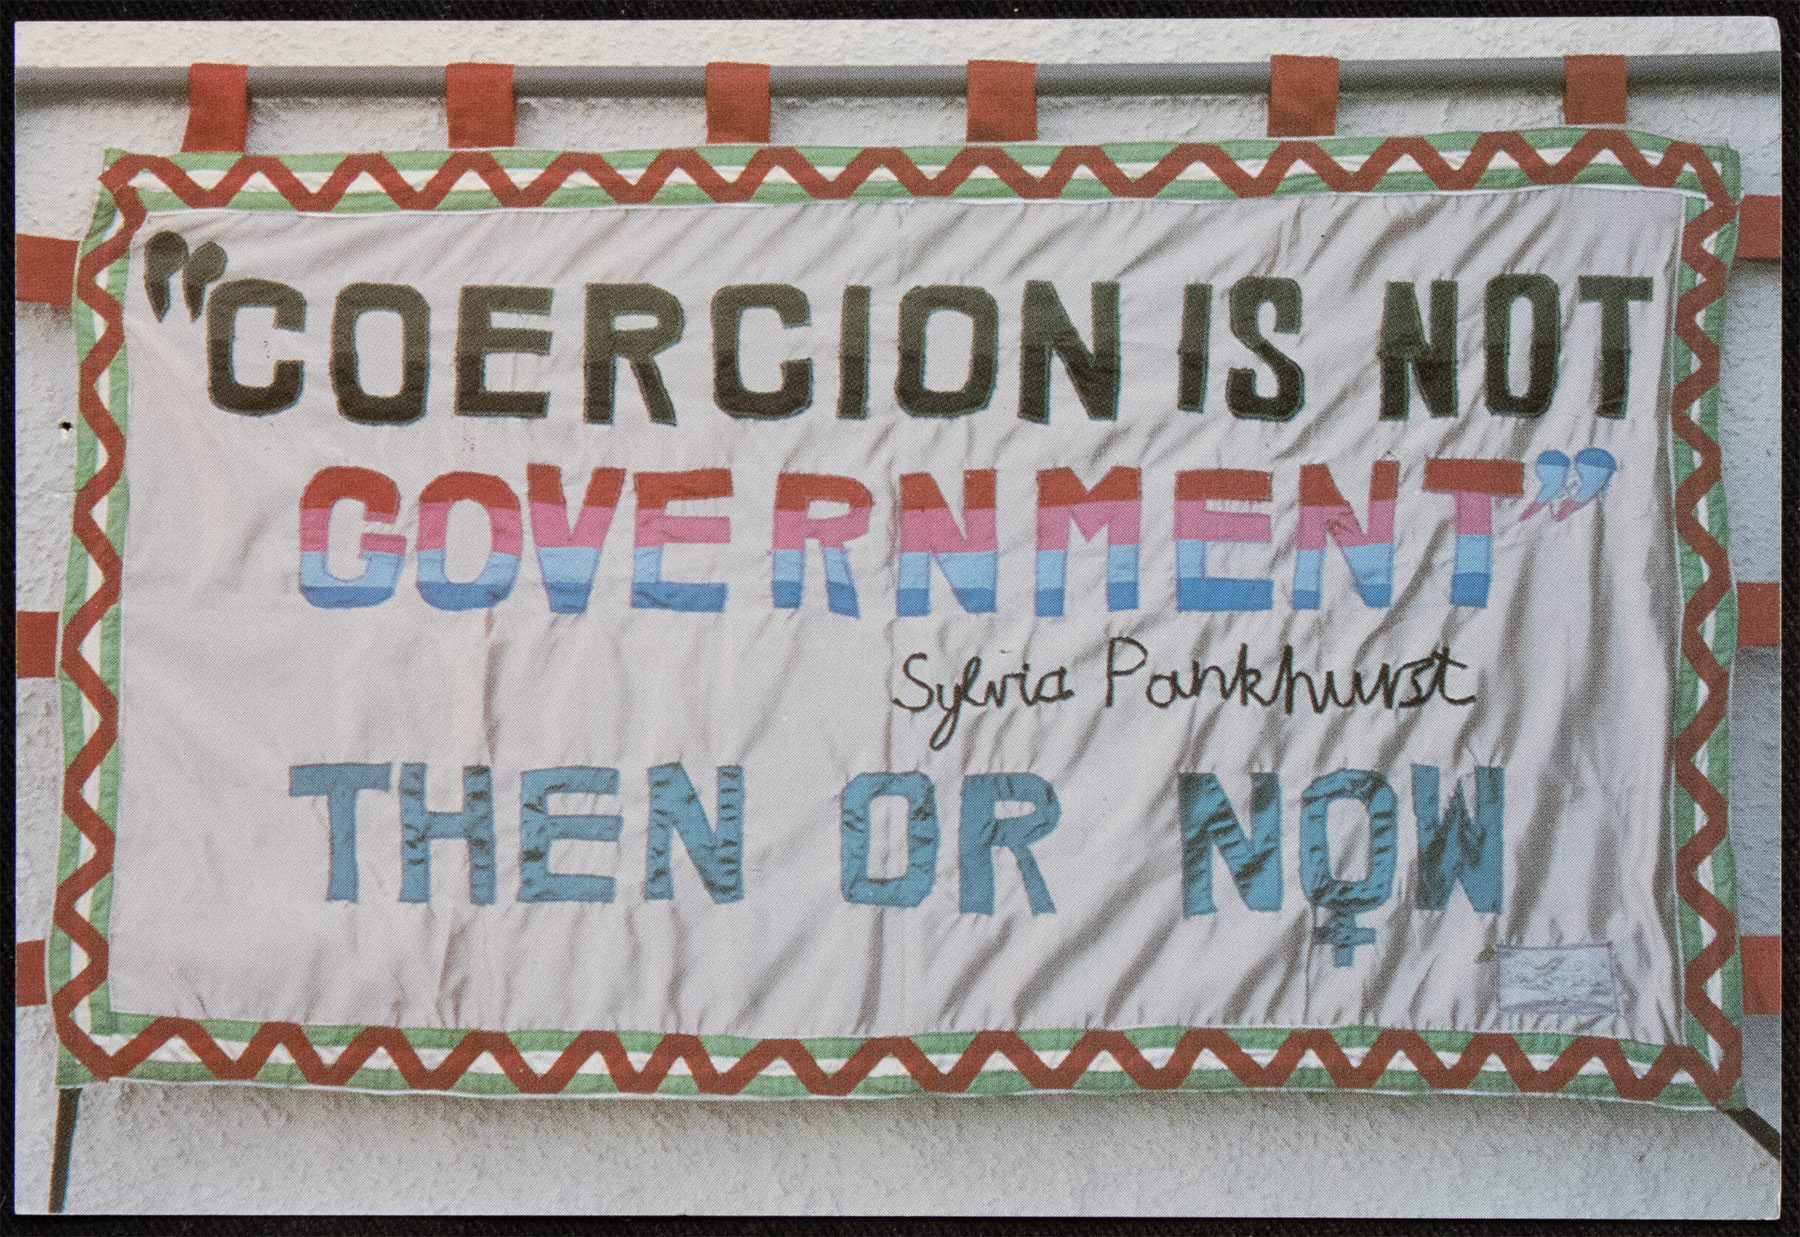 "COERCION IS NOT
GOVERNMENT"
Sylvia Pankhurst
THEN OR NOW